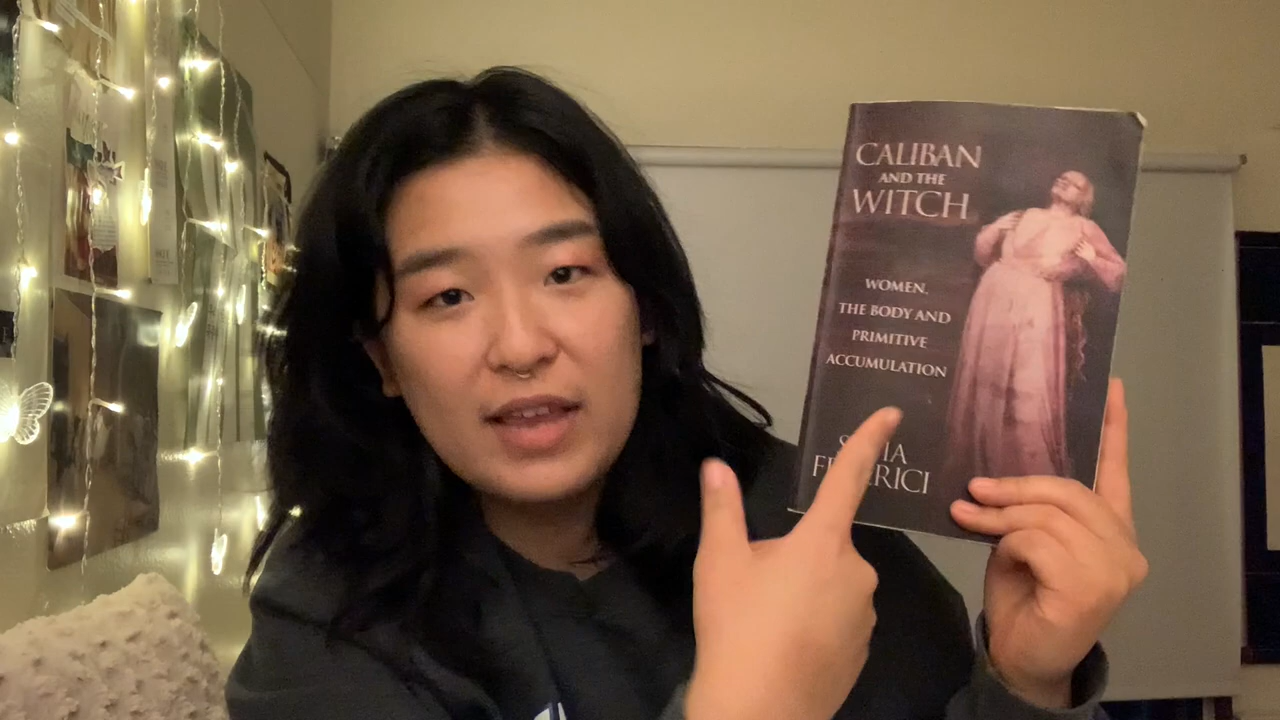 CALIBAN
AND THE
WITCH
WOMEN,
THE BODY AND
PRIMITIVE
ACCUMULATION